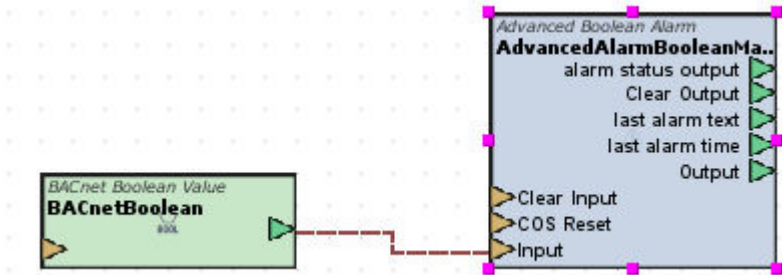 Advanced Boolean Alarm
AdvancedAlarmBooleanMa..
alarm status output
Clear Output
last alarm text
last alarm time
Output
Clear Input
COS Reset
Input
BACnet Boolean Value
BACnetBoolean
BOOL